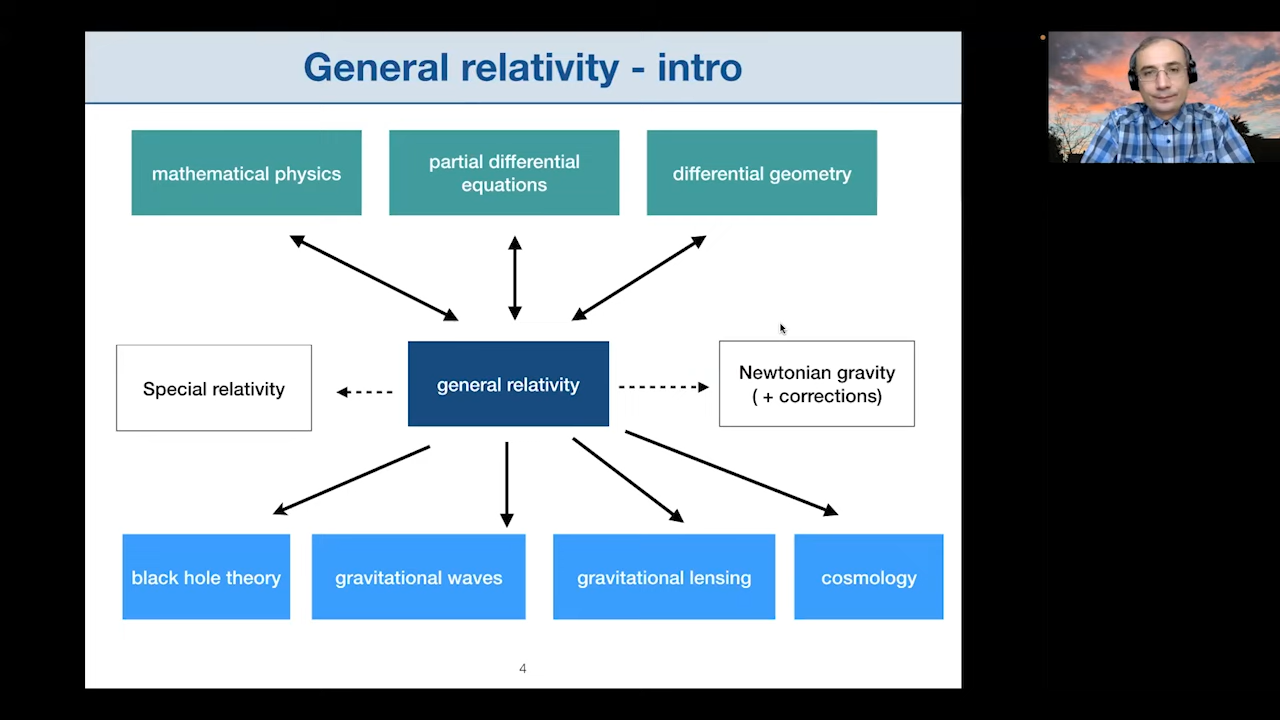 General relativity - intro
mathematical physics
partial differential
equations
differential geometry
Special relativity
general relativity
Newtonian gravity
( + corrections)
black hole theory
gravitational waves
gravitational lensing
cosmology
4